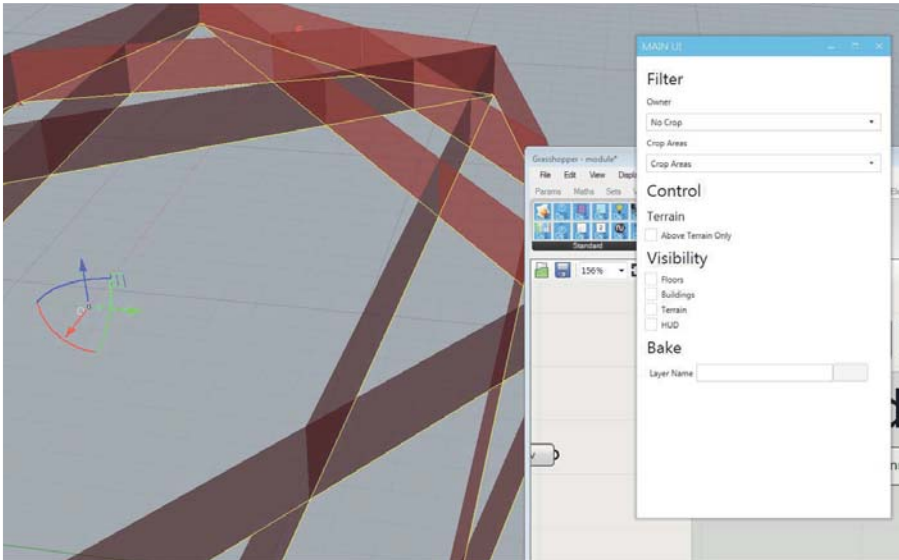 MAIN UI
Filter
Owner
No Crop
Crop Areas
Crop Areas
Control
Terrain
Above Terrain Only
Visibility
Floors
Buildings
Terrain
HUD
Bake
Layer Name
Grasshopper - module*
File Edit View
Params Maths Sets
Standard
156%